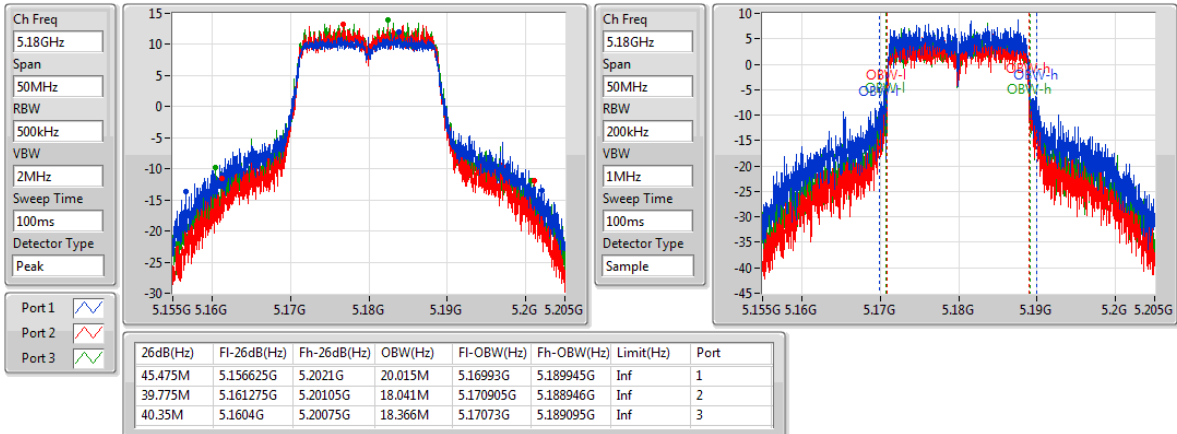 Ch Freq
5.18GHz
Span
50MHz
RBW
500kHz
VBW
2MHz
Sweep Time
100ms
Detector Type
Peak
15
10
5
0
-5
-10
-15
-20
-25
-30
5.155G 5.16G 5.17G 5.18G 5.19G 5.2G 5.205G
Ch Freq
5.18GHz
Span
50MHz
RBW
200kHz
VBW
1MHz
Sweep Time
100ms
Detector Type
Sample
10
5
0
-5
-10
-15
-20
-25
-30
-35
-40
-45
OBW-l OBW-h
OBW-l OBW-h
OBW-l OBW-h
5.155G 5.16G 5.17G 5.18G 5.19G 5.2G 5.205G
Port 1
Port 2
Port 3
26dB(Hz) Fl-26dB(Hz) Fh-26dB(Hz) OBW(Hz) Fl-OBW(Hz) Fh-OBW(Hz) Limit(Hz) Port
45.475M 5.156625G 5.2021G 20.015M 5.16993G 5.189945G Inf 1
39.775M 5.161275G 5.20105G 18.041M 5.170905G 5.188946G Inf 2
40.35M 5.1604G 5.20075G 18.366M 5.17073G 5.189095G Inf 3